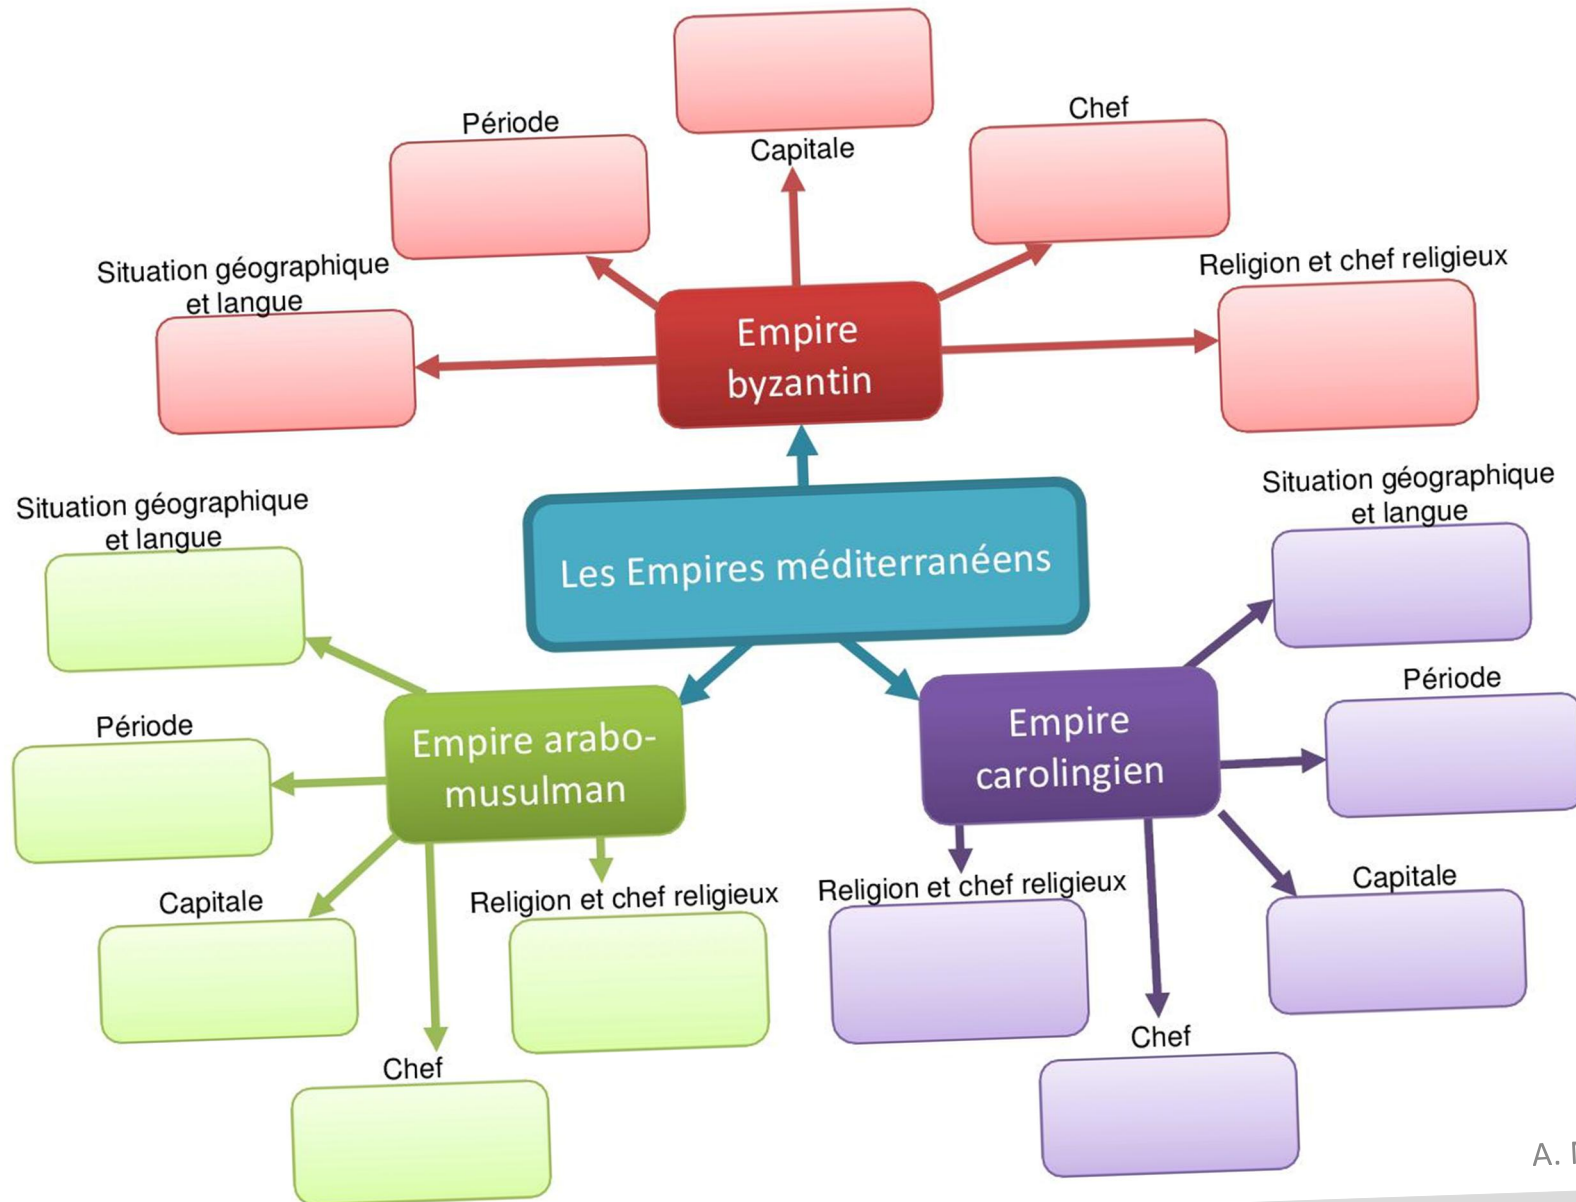 Capitale
Période
Chef
Situation géographique
et langue
Religion et chef religieux
Empire
byzantin
Les Empires méditerranéens
Situation géographique
et langue
Période
Empire arabo-
musulman
Capitale
Chef
Religion et chef religieux
Situation géographique
et langue
Période
Empire
carolingien
Religion et chef religieux
Capitale
Chef
A.